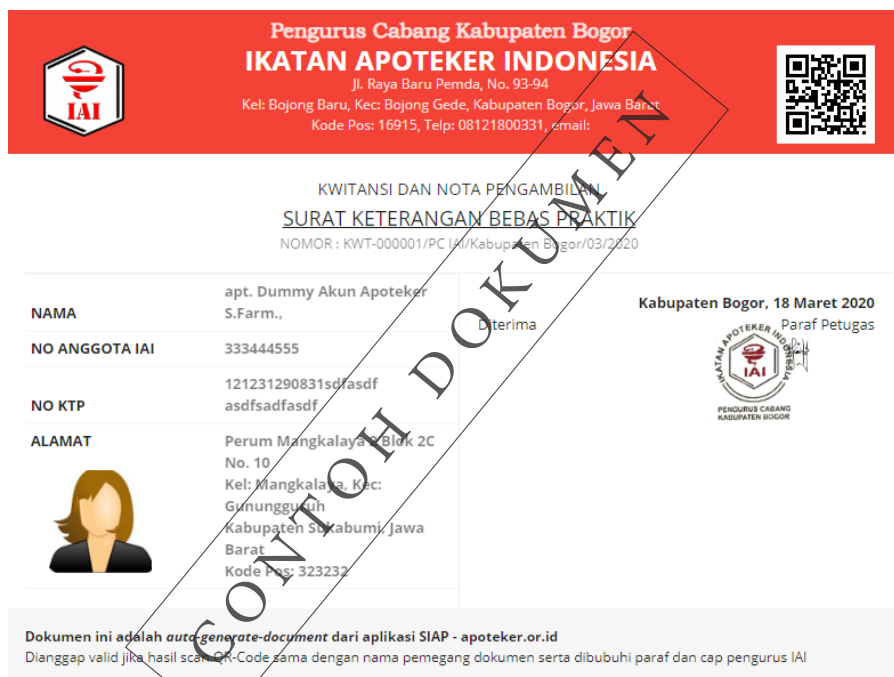 Pengurus Cabang Kabupaten Bogor
IKATAN APOTEKER INDONESIA
Jl. Raya Baru Pemda, No. 93-94
Kel: Bojong Baru, Kec: Bojong Gede, Kabupaten Bogor, Jawa Barat
Kode Pos: 16915, Telp: 08121800331, email:
IAI
KWITANSI DAN NOTA PENGAMBILAN
SURAT KETERANGAN BEBAS PRAKTIK
NOMOR : KWT-000001/PC IAI/Kabupaten Bogor/03/2020
NAMA
apt. Dummy Akun Apoteker
S.Farm.,
NO ANGGOTA IAI
333444555
NO KTP
121231290831sdfasdf
asdfsadfasdf
ALAMAT
Perum Mangkalaya 2 Blok 2C
No. 10
Kel: Mangkalaya, Kec:
Gunungguruh
Kabupaten Sukabumi, Jawa
Barat
Kode Pos: 323232
Kabupaten Bogor, 18 Maret 2020
Diterima
Paraf Petugas
IKATAN APOTEKER INDONESIA
IAI
PENGURUS CABANG
KABUPATEN BOGOR
CONTOH DOKUMEN
Dokumen ini adalah auto-generate-document dari aplikasi SIAP - apoteker.or.id
Dianggap valid jika hasil scan QR-Code sama dengan nama pemegang dokumen serta dibubuhi paraf dan cap pengurus IAI